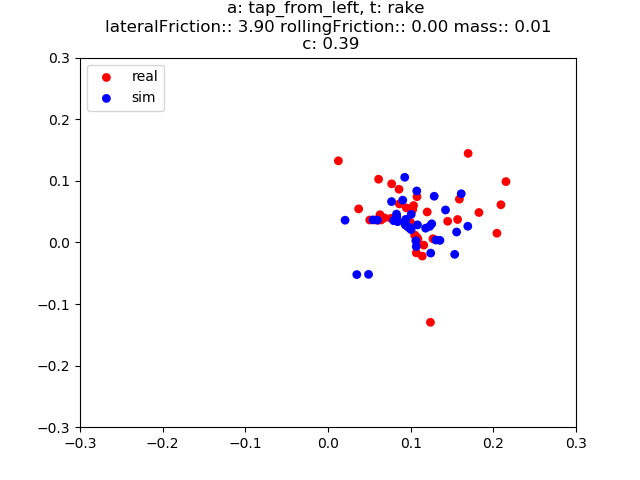 a: tap_from_left, t: rake
lateralFriction:: 3.90 rollingFriction:: 0.00 mass:: 0.01
c: 0.39
real
sim
0.3
0.2
0.1
0.0
−0.1
−0.2
−0.3
−0.3
−0.2
−0.1
0.0
0.1
0.2
0.3